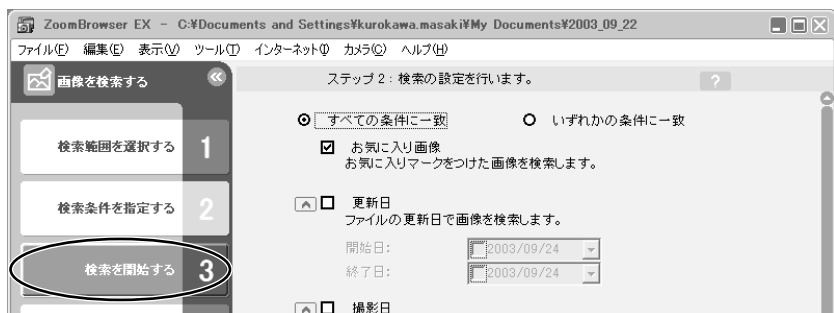 ZoomBrowser EX - C:¥Documents and Settings¥kurokawa.masaki¥My Documents¥2003_09_22
ファイル(F) 編集(E) 表示(V) ツール(T) インターネット(I) カメラ(C) ヘルプ(H)
画像を検索する
ステップ2:検索の設定を行います。 ?
すべての条件に一致 いずれかの条件に一致
お気に入り画像
お気に入りマークをつけた画像を検索します。
検索範囲を選択する 1
検索条件を指定する 2
更新日
ファイルの更新日で画像を検索します。
開始日: 2003/09/24
検索を開始する 3
終了日: 2003/09/24
撮影日